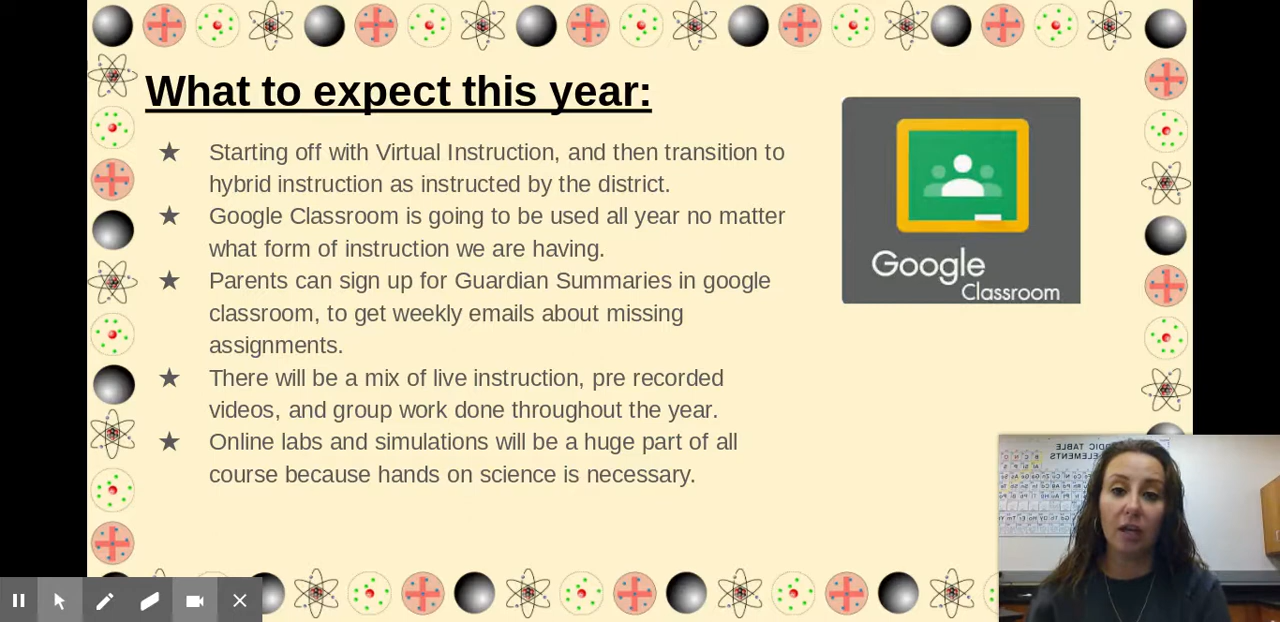 What to expect this year:
★ Starting off with Virtual Instruction, and then transition to
hybrid instruction as instructed by the district.
★ Google Classroom is going to be used all year no matter
what form of instruction we are having.
★ Parents can sign up for Guardian Summaries in google
classroom, to get weekly emails about missing
assignments.
★ There will be a mix of live instruction, pre recorded
videos, and group work done throughout the year.
★ Online labs and simulations will be a huge part of all
course because hands on science is necessary.
Google
Classroom
TABLE